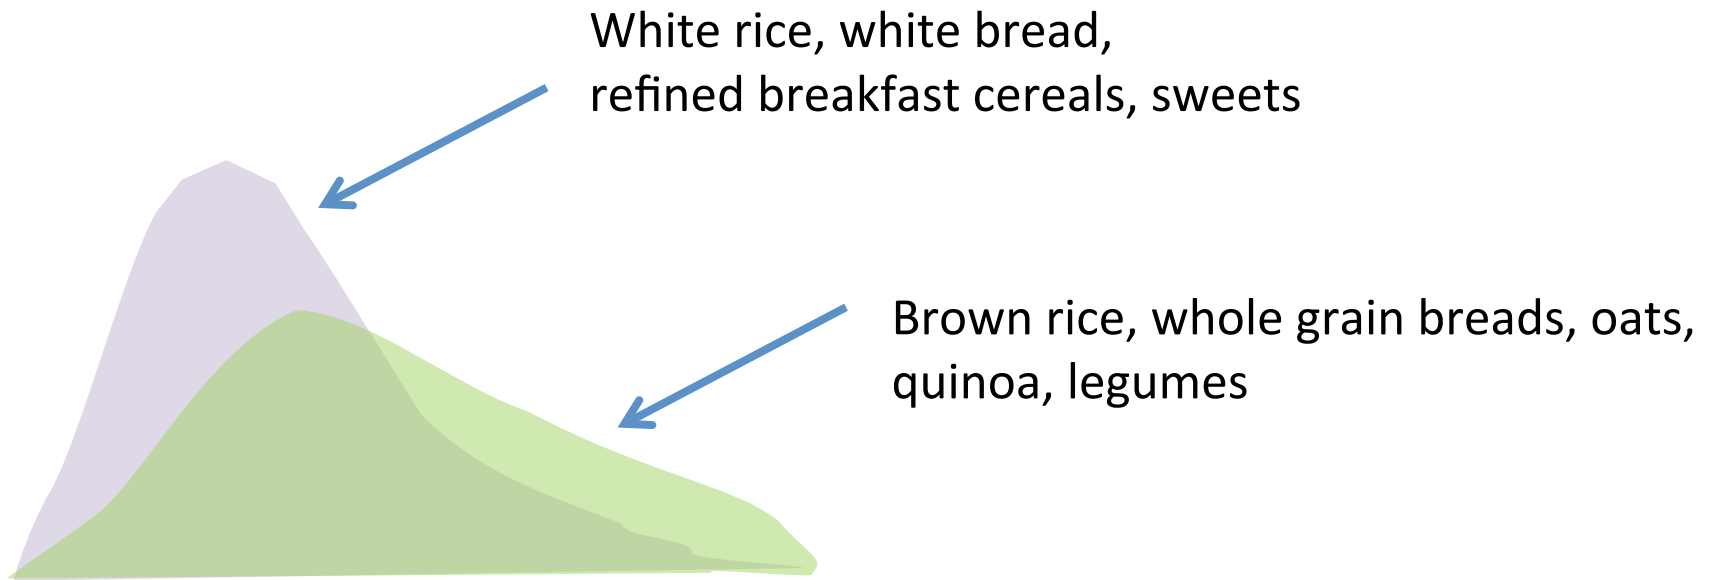 White rice, white bread,
refined breakfast cereals, sweets
Brown rice, whole grain breads, oats,
quinoa, legumes